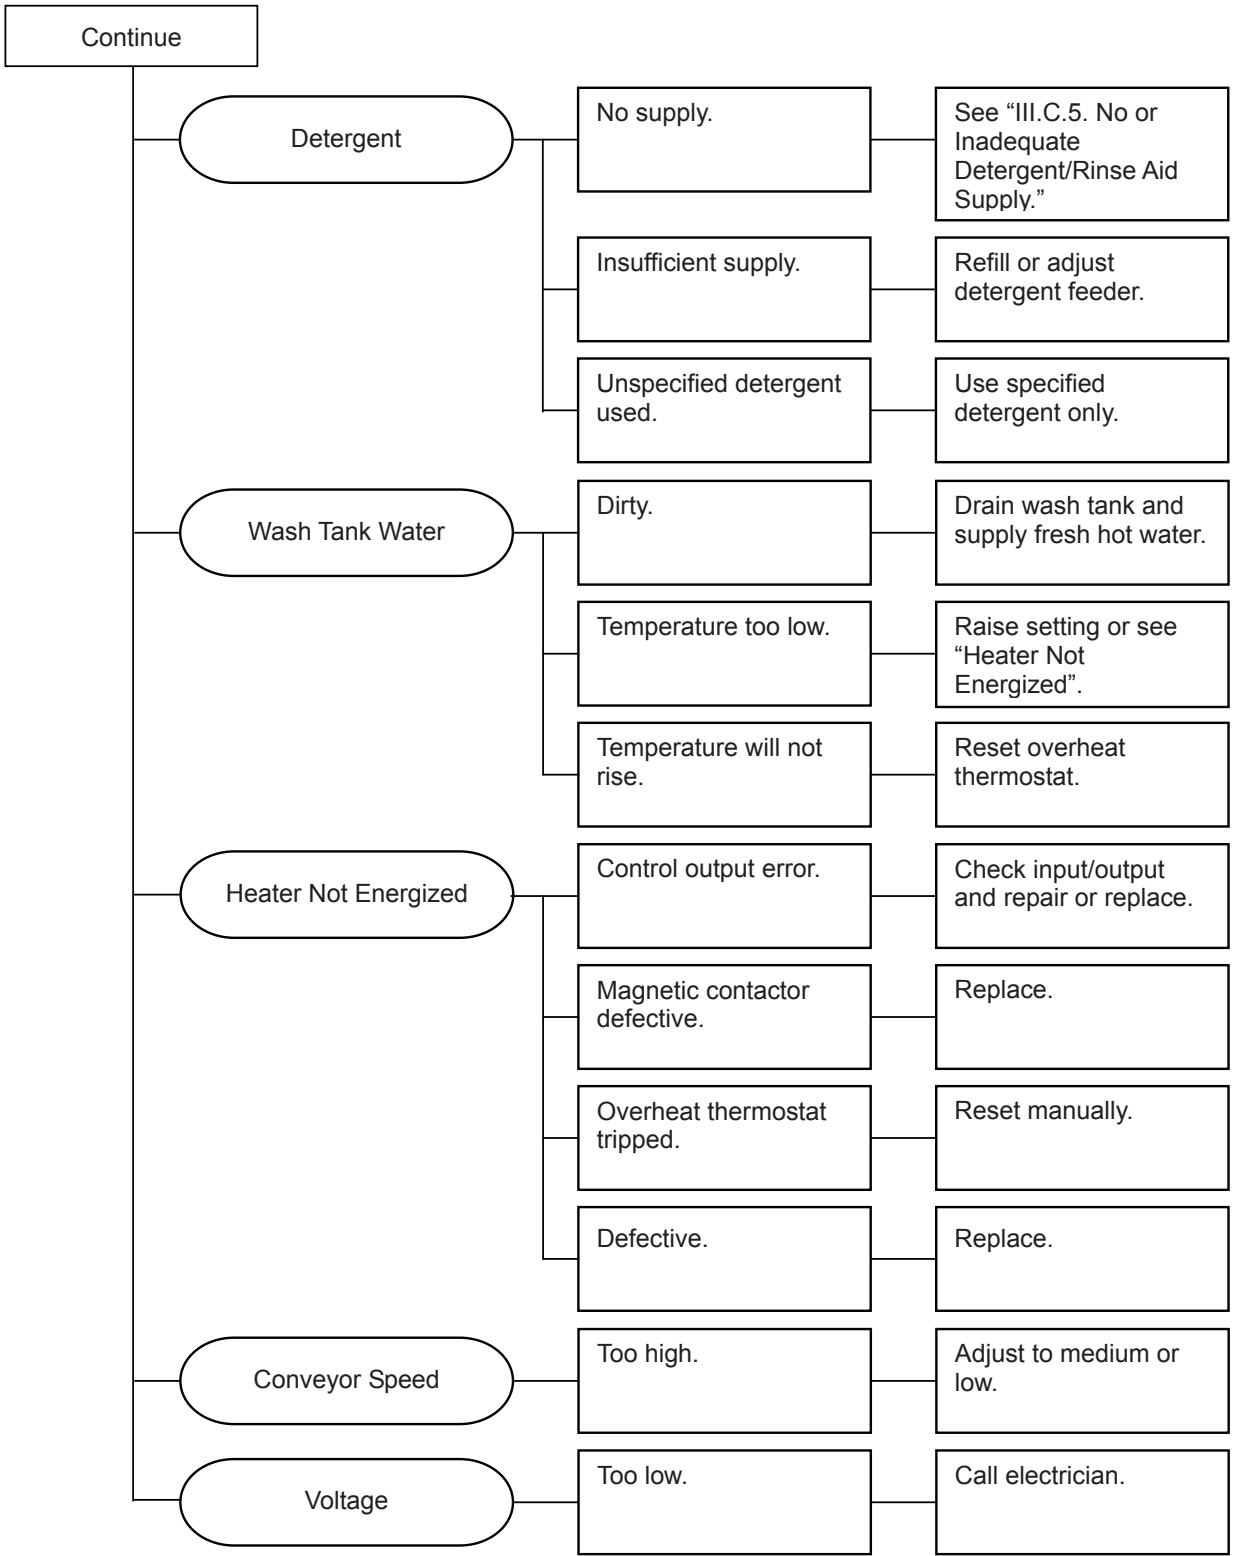 Continue
Detergent
No supply.
See “III.C.5. No or
Inadequate
Detergent/Rinse Aid
Supply.”
Insufficient supply.
Refill or adjust
detergent feeder.
Unspecified detergent
used.
Use specified
detergent only.
Wash Tank Water
Dirty.
Drain wash tank and
supply fresh hot water.
Temperature too low.
Raise setting or see
“Heater Not
Energized”.
Temperature will not
rise.
Reset overheat
thermostat.
Heater Not Energized
Control output error.
Check input/output
and repair or replace.
Magnetic contactor
defective.
Replace.
Overheat thermostat
tripped.
Reset manually.
Defective.
Replace.
Conveyor Speed
Too high.
Adjust to medium or
low.
Voltage
Too low.
Call electrician.